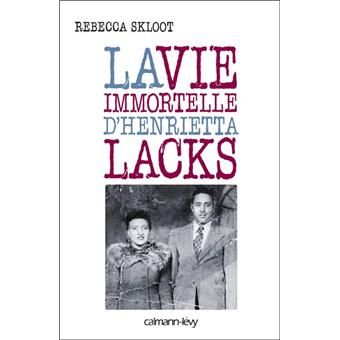 REBECCA SKLOOT
LA VIE
IMMORTELLE
D'HENRIETTA
LACKS
calmann-lévy